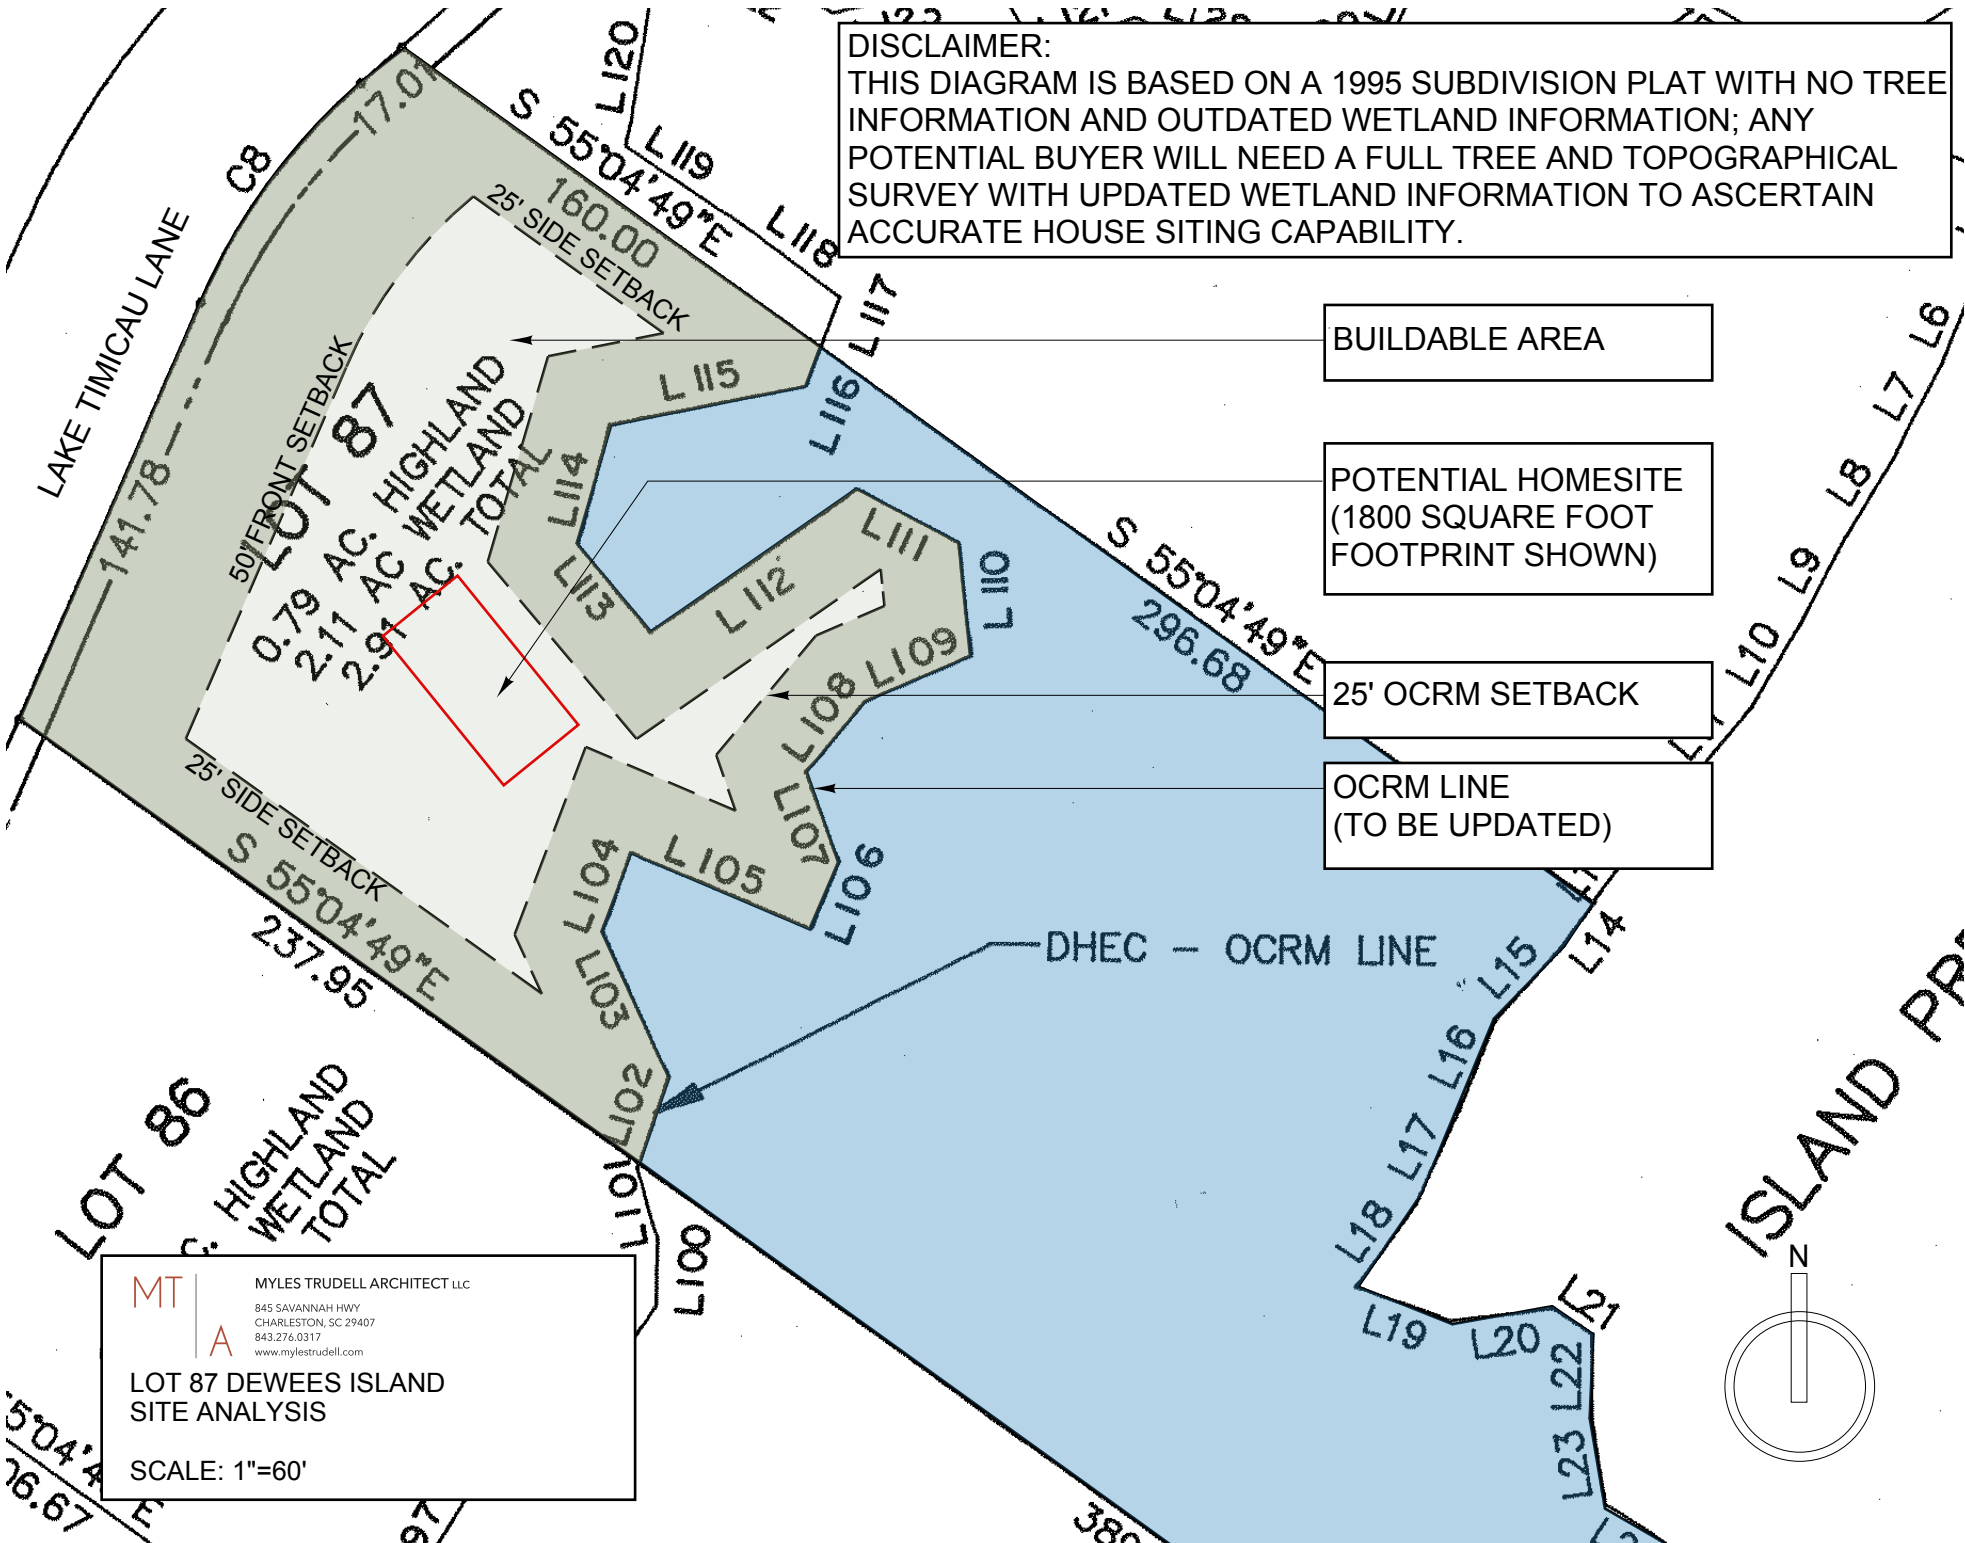 DISCLAIMER:
THIS DIAGRAM IS BASED ON A 1995 SUBDIVISION PLAT WITH NO TREE
INFORMATION AND OUTDATED WETLAND INFORMATION; ANY
POTENTIAL BUYER WILL NEED A FULL TREE AND TOPOGRAPHICAL
SURVEY WITH UPDATED WETLAND INFORMATION TO ASCERTAIN
ACCURATE HOUSE SITING CAPABILITY.
L120
L119
L118
L117
S 55°04'49"E
160.00
25' SIDE SETBACK
17.01
C8
LAKE TIMICAU LANE
141.78
50' FRONT SETBACK
LOT 87
0.79 AC. HIGHLAND
2.11 AC WETLAND
2.91 AC. TOTAL
BUILDABLE AREA
POTENTIAL HOMESITE
(1800 SQUARE FOOT
FOOTPRINT SHOWN)
25' OCRM SETBACK
OCRM LINE
(TO BE UPDATED)
L116
L115
L114
L113
L112
L111
L110
L109
L108
L107
L106
L105
L104
L103
L102
L101
L100
S 55°04'49"E
296.68
L6
L7
L8
L9
L10
L14
L15
L16
L17
L18
L19
L20
L21
L22
L23
DHEC - OCRM LINE
25' SIDE SETBACK
S 55°04'49"E
237.95
LOT 86
HIGHLAND
WETLAND
TOTAL
ISLAND
N
MT
A
MYLES TRUDELL ARCHITECT LLC
845 SAVANNAH HWY
CHARLESTON, SC 29407
843.276.0317
www.mylestrudell.com
LOT 87 DEWEES ISLAND
SITE ANALYSIS
SCALE: 1"=60'